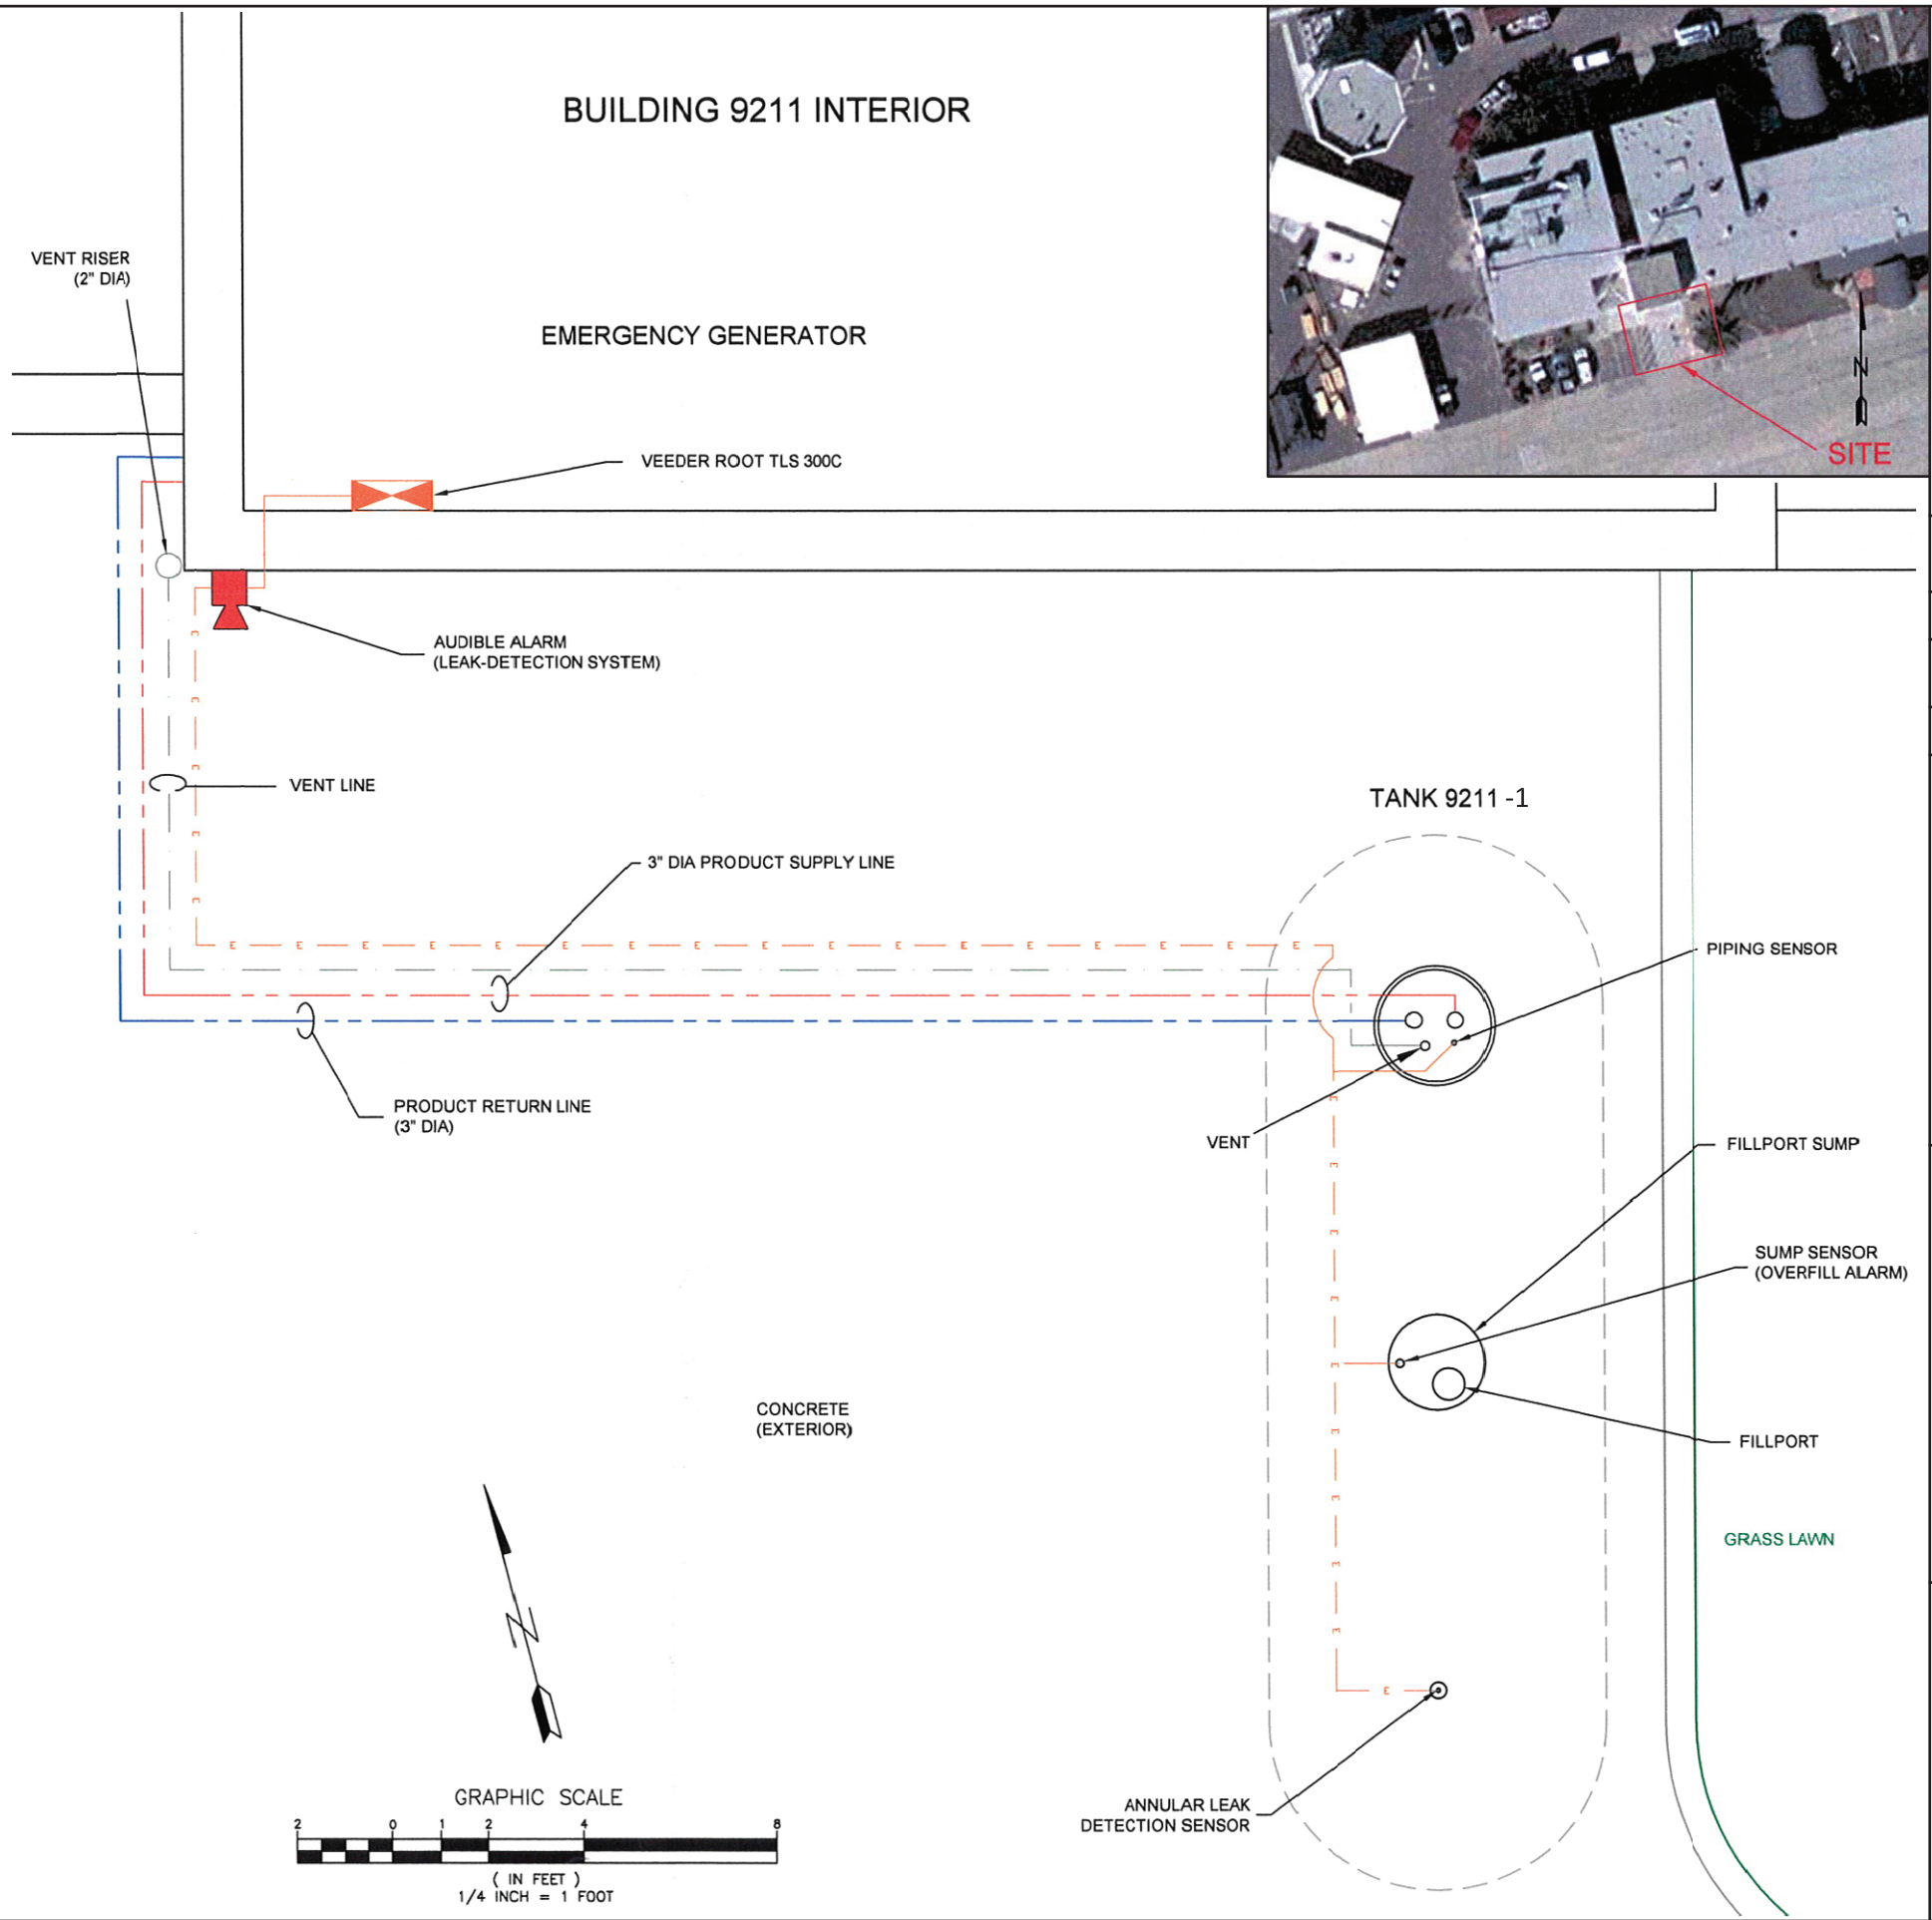 BUILDING 9211 INTERIOR
SITE
N
VENT RISER
(2" DIA)
EMERGENCY GENERATOR
VEEDER ROOT TLS 300C
AUDIBLE ALARM
(LEAK-DETECTION SYSTEM)
VENT LINE
TANK 9211 -1
3" DIA PRODUCT SUPPLY LINE
E E E E E E E E E E E E E E E E E
PIPING SENSOR
PRODUCT RETURN LINE
(3" DIA)
VENT
FILLPORT SUMP
SUMP SENSOR
(OVERFILL ALARM)
CONCRETE
(EXTERIOR)
FILLPORT
GRASS LAWN
N
E
ANNULAR LEAK
DETECTION SENSOR
GRAPHIC SCALE
2 0 1 2 4 8
( IN FEET )
1/4 INCH = 1 FOOT